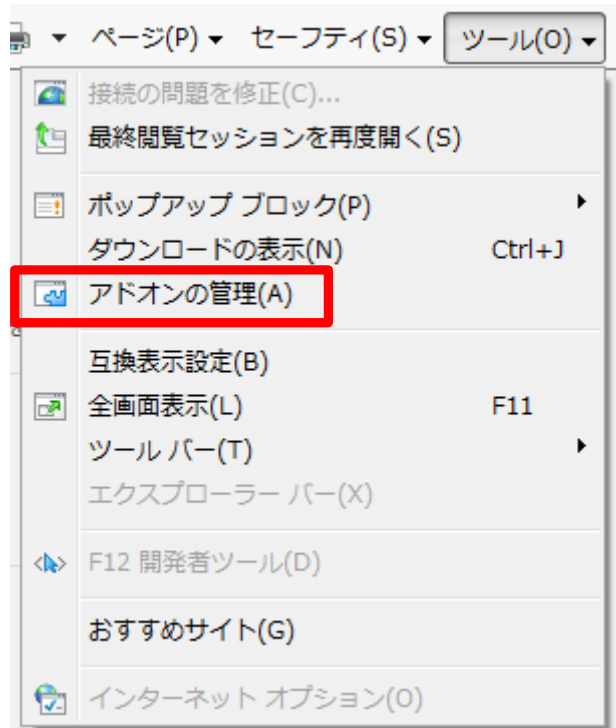 ページ(P) セーフティ(S) ツール(O)
接続の問題を修正(C)...
最終閲覧セッションを再度開く(S)
ポップアップ ブロック(P)
ダウンロードの表示(N) Ctrl+J
アドオンの管理(A)
互換表示設定(B)
全画面表示(L) F11
ツール バー(T)
エクスプローラー バー(X)
F12 開発者ツール(D)
おすすめサイト(G)
インターネット オプション(O)